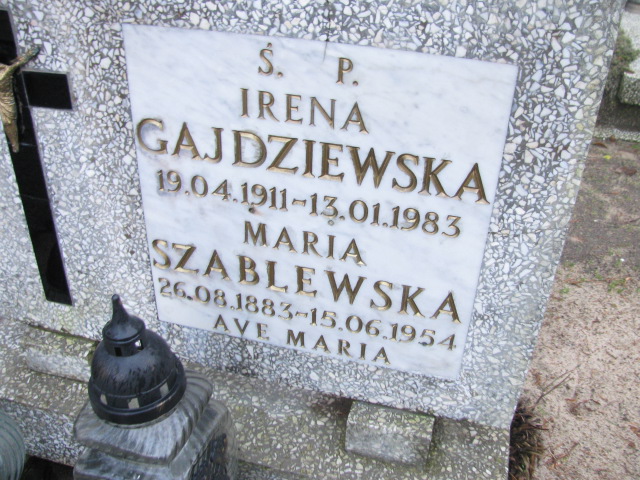 Ś. P.
IRENA
GAJDZIEWSKA
19.04.1911-13.01.1983
MARIA
SZABLEWSKA
26.08.1883-15.06.1954
AVE MARIA